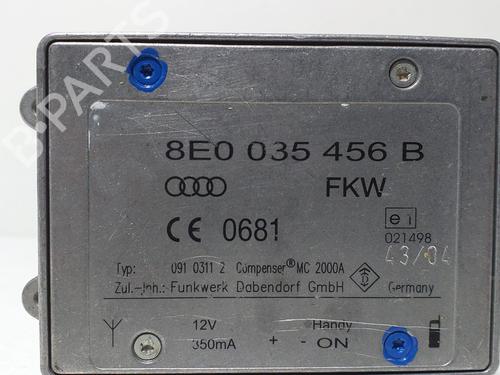 8E0 035 456 B
FKW
CE 0681
e1
021498
43/04
Typ: 091 0311 2 Compenser® MC 2000A
Zul.-Inh.: Funkwerk Dabendorf GmbH Germany
12V Handy
350mA + - ON
B-PARTS